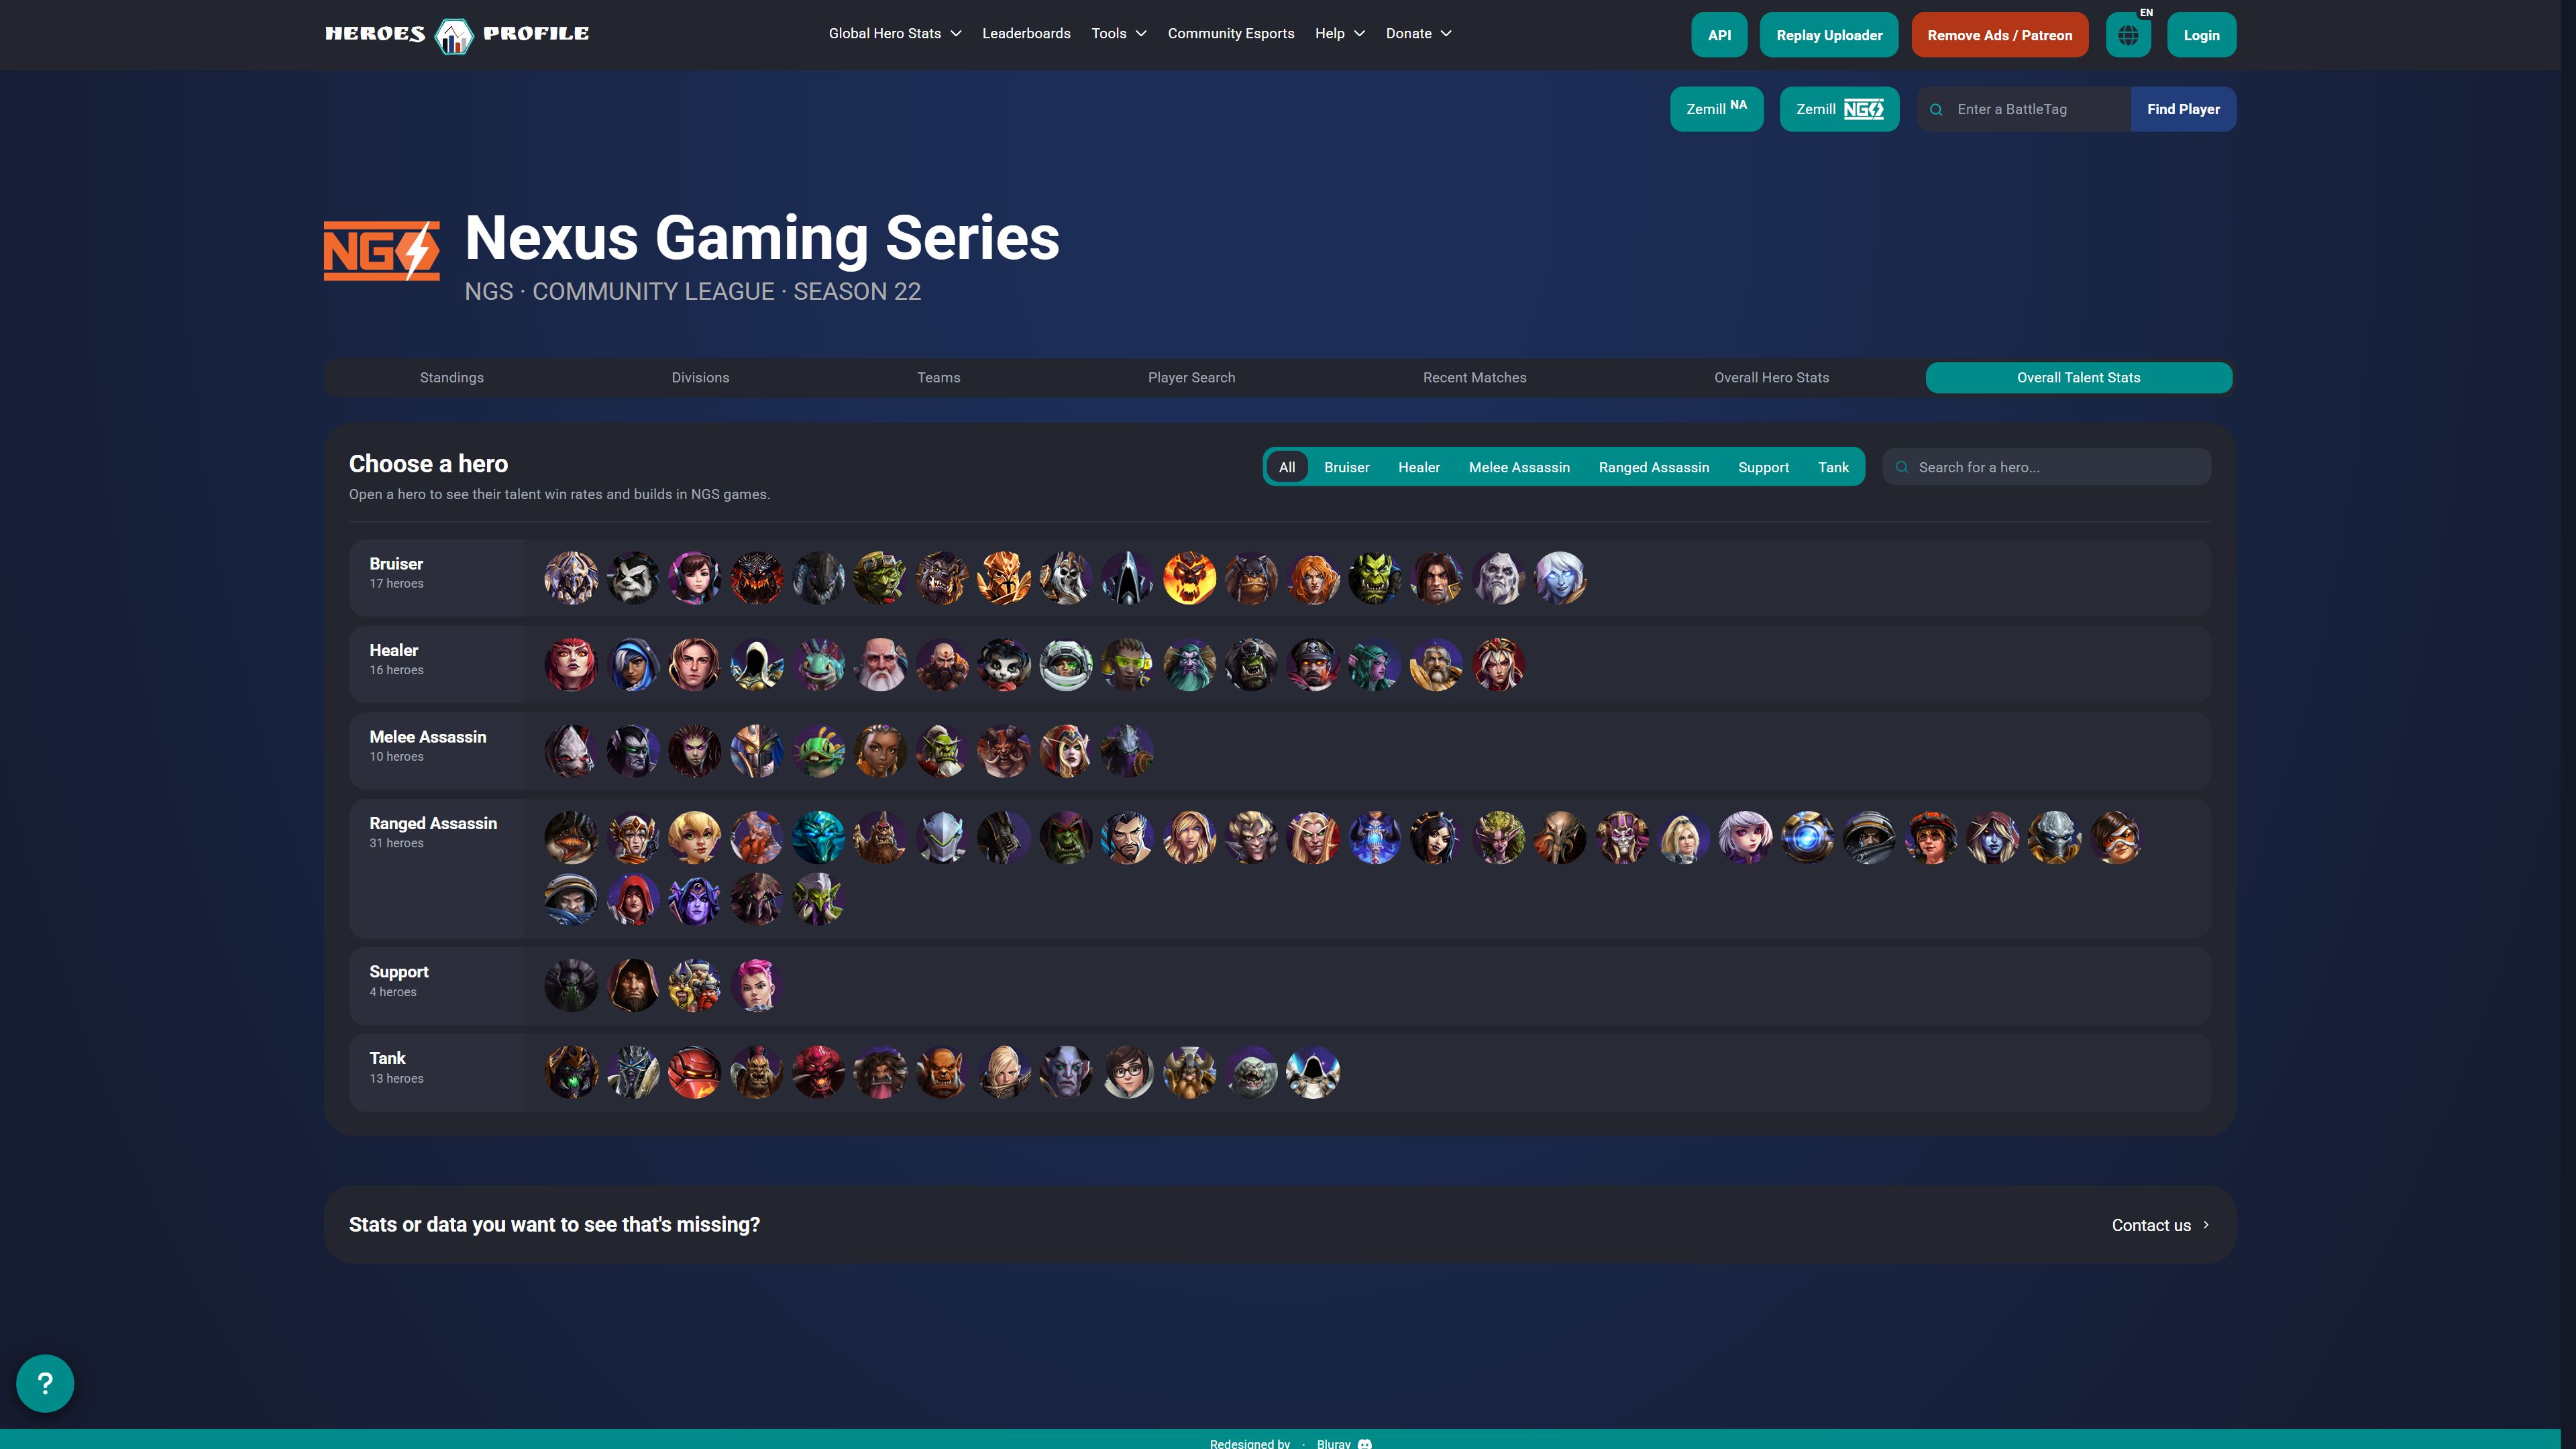 HEROES PROFILE
Global Hero Stats
Leaderboards
Tools
Community Esports
Help
Donate
API
Replay Uploader
Remove Ads / Patreon
EN
Login
Zemill NA
Zemill NGS
Enter a BattleTag
Find Player
NGS
Nexus Gaming Series
NGS · COMMUNITY LEAGUE · SEASON 22
Standings
Divisions
Teams
Player Search
Recent Matches
Overall Hero Stats
Overall Talent Stats
Choose a hero
Open a hero to see their talent win rates and builds in NGS games.
All
Bruiser
Healer
Melee Assassin
Ranged Assassin
Support
Tank
Search for a hero...
Bruiser
17 heroes
Healer
16 heroes
Melee Assassin
10 heroes
Ranged Assassin
31 heroes
Support
4 heroes
Tank
13 heroes
Stats or data you want to see that's missing?
Contact us
?
Redesigned by · Bluray